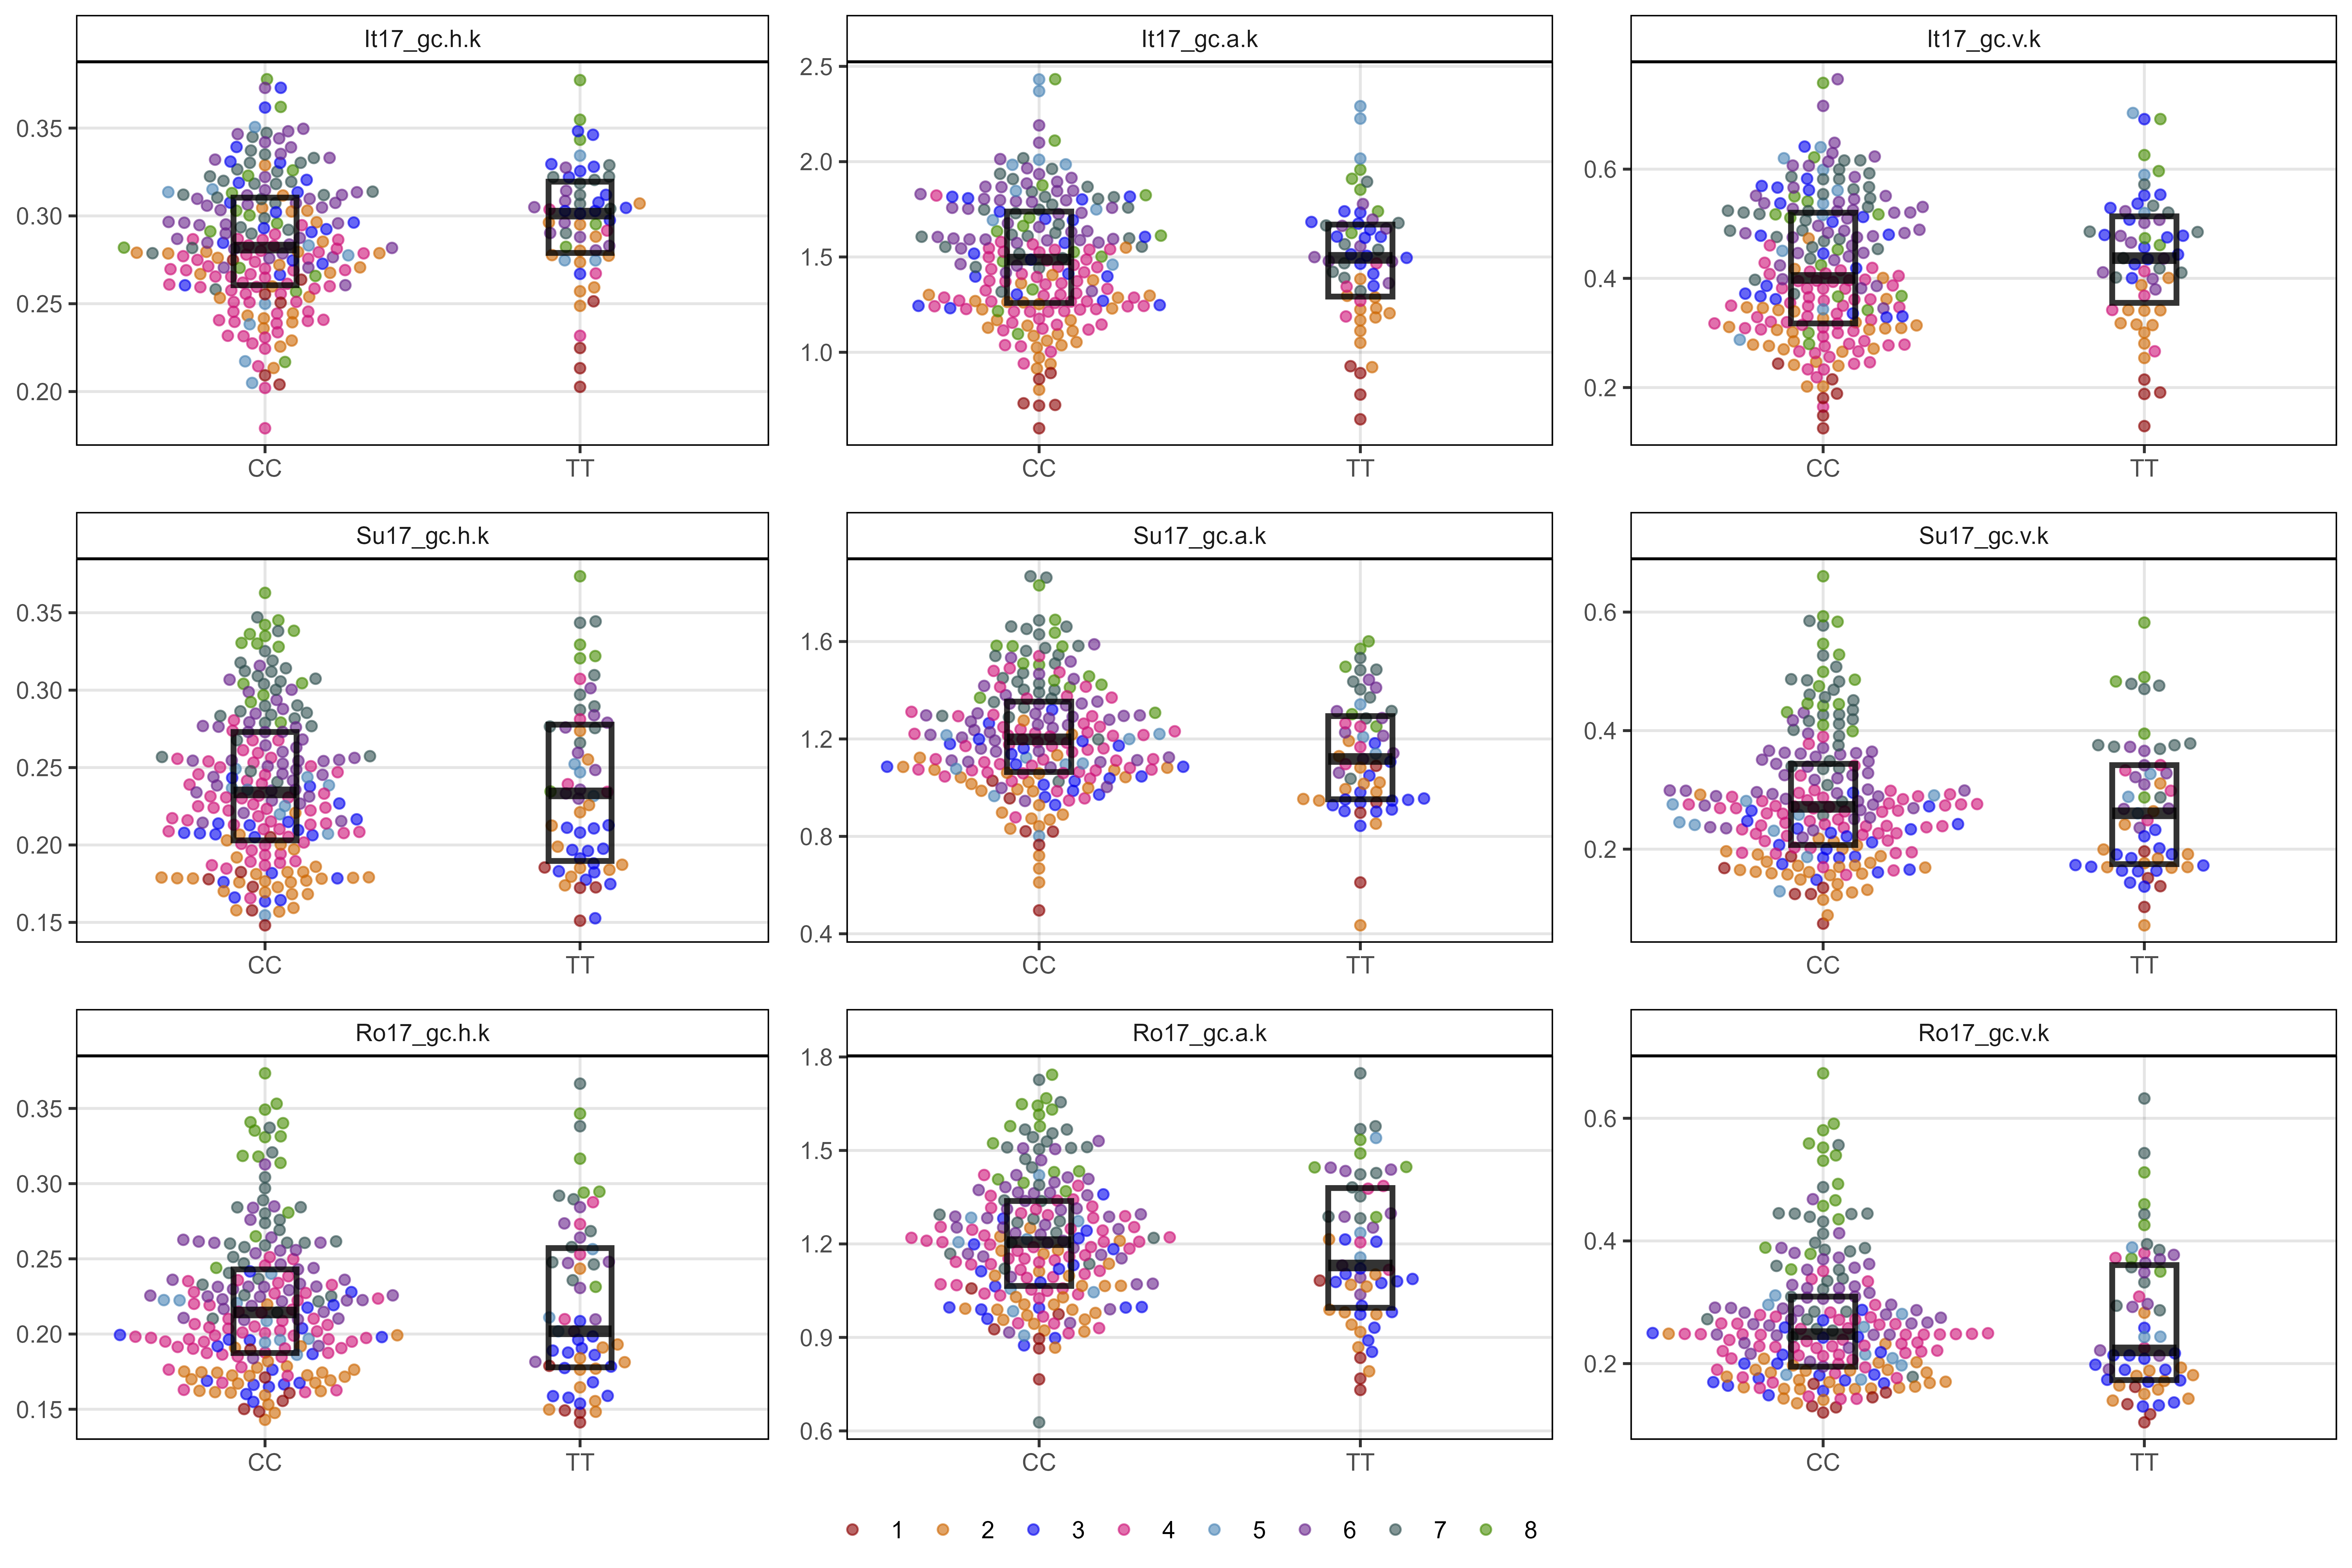 It17_gc.h.k
It17_gc.a.k
It17_gc.v.k
0.35
0.30
0.25
0.20
CC
TT
2.5
2.0
1.5
1.0
CC
TT
0.6
0.4
0.2
CC
TT
Su17_gc.h.k
Su17_gc.a.k
Su17_gc.v.k
0.35
0.30
0.25
0.20
0.15
CC
TT
1.6
1.2
0.8
0.4
CC
TT
0.6
0.4
0.2
CC
TT
Ro17_gc.h.k
Ro17_gc.a.k
Ro17_gc.v.k
0.35
0.30
0.25
0.20
0.15
CC
TT
1.8
1.5
1.2
0.9
0.6
CC
TT
0.6
0.4
0.2
CC
TT
1 2 3 4 5 6 7 8